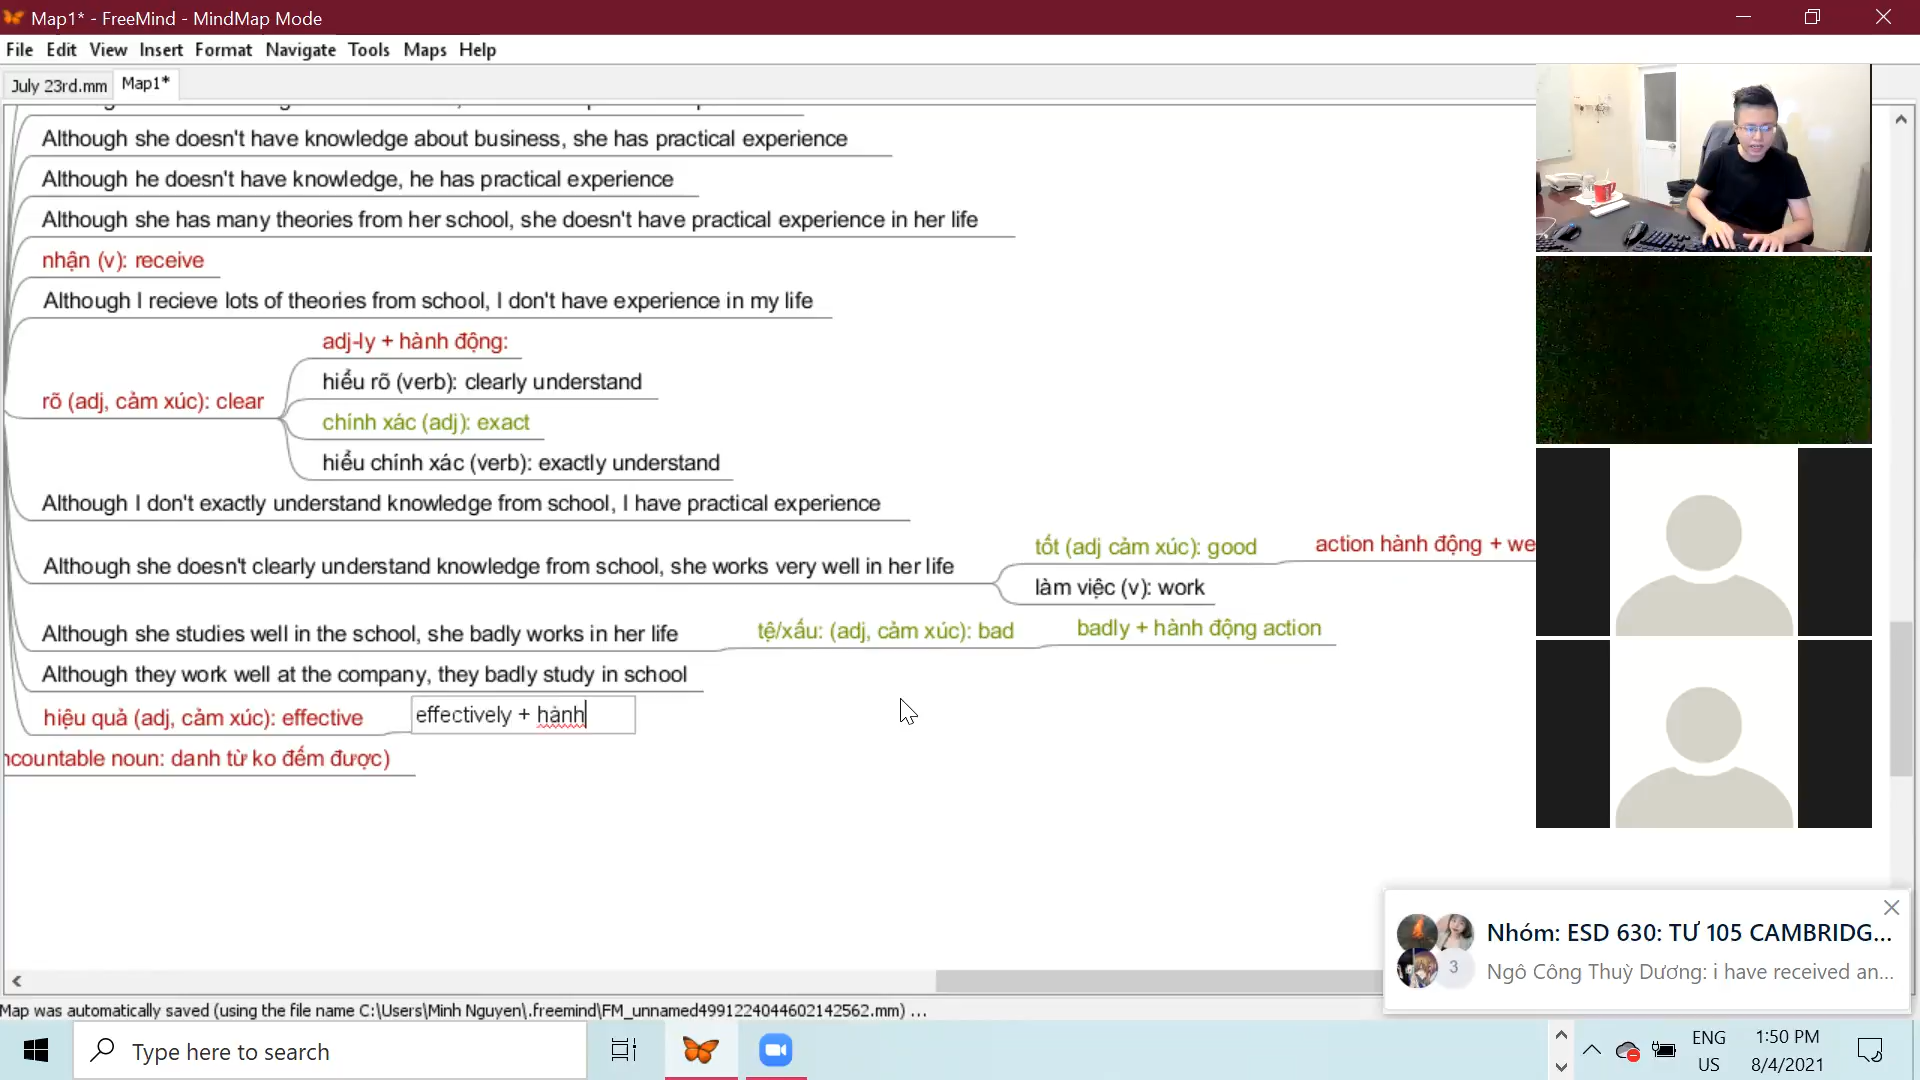 Map1* - FreeMind - MindMap Mode
File Edit View Insert Format Navigate Tools Maps Help
July 23rd.mm Map1*
Although she doesn't have knowledge about business, she has practical experience
Although he doesn't have knowledge, he has practical experience
Although she has many theories from her school, she doesn't have practical experience in her life
nhận (v): receive
Although I recieve lots of theories from school, I don't have experience in my life
adj-ly + hành động:
hiểu rõ (verb): clearly understand
rõ (adj, cảm xúc): clear
chính xác (adj): exact
hiểu chính xác (verb): exactly understand
Although I don't exactly understand knowledge from school, I have practical experience
tốt (adj cảm xúc): good
action hành động + we
Although she doesn't clearly understand knowledge from school, she works very well in her life
làm việc (v): work
Although she studies well in the school, she badly works in her life
tệ/xấu: (adj, cảm xúc): bad
badly + hành động action
Although they work well at the company, they badly study in school
hiệu quả (adj, cảm xúc): effective
effectively + hành
ncountable noun: danh từ ko đếm được)
Nhóm: ESD 630: TƯ 105 CAMBRIDG...
3
Ngô Công Thuỳ Dương: i have received an...
Map was automatically saved (using the file name C:\Users\Minh Nguyen\.freemind\FM_unnamed4991224044602142562.mm) ...
Type here to search
ENG
US
1:50 PM
8/4/2021